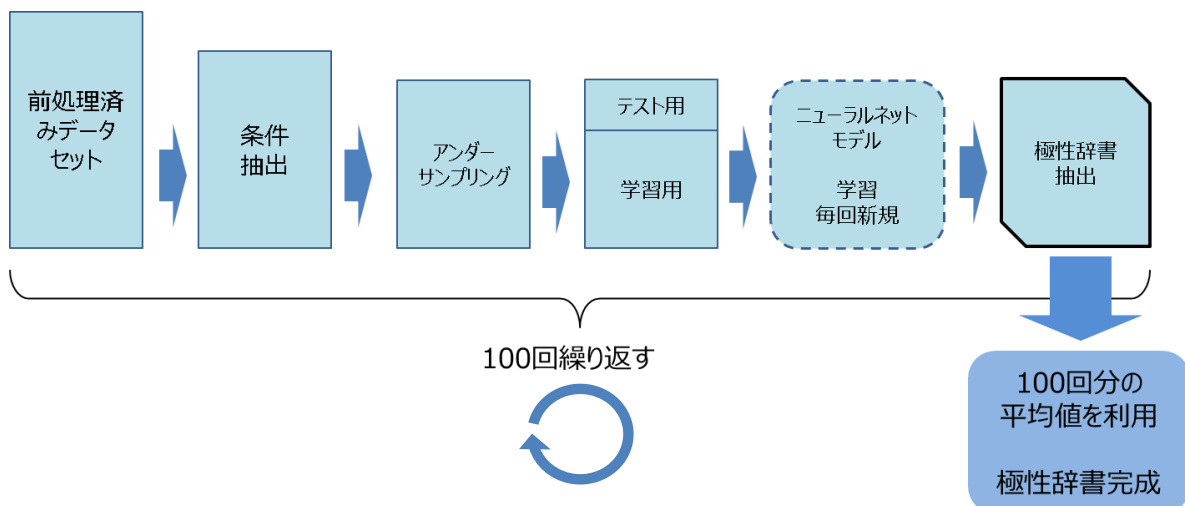 前処理済
みデータ
セット
条件
抽出
アンダー
サンプリング
テスト用
学習用
ニューラルネット
モデル
学習
毎回新規
極性辞書
抽出
100回繰り返す
100回分の
平均値を利用
極性辞書完成